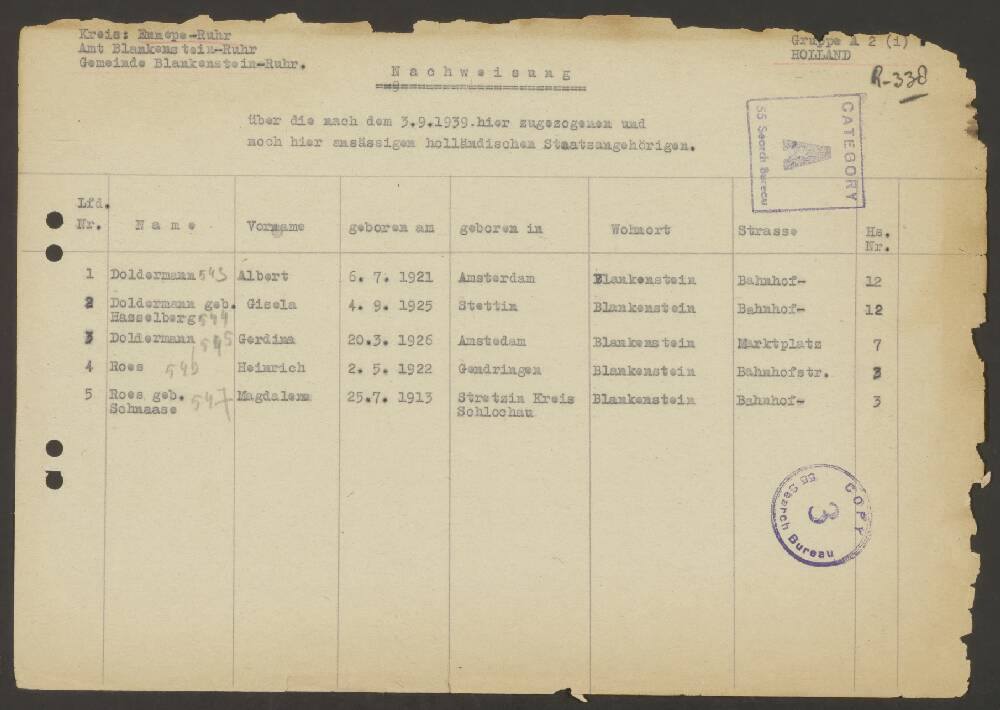 Kreis: Ennepe-Ruhr
Amt Blankenstein-Ruhr
Gemeinde Blankenstein-Ruhr.
Gruppe A 2 (i)
HOLLAND
R-338
Nachweisung
über die nach dem 3.9.1939.hier zugezogenen und
noch hier ansässigen holländischen Staatsangehörigen.
CATEGORY
A
55 Search Bureau
Lfd. Nr. Name Vorname geboren am geboren in Wohnort Strasse Hs. Nr.
1 Doldermann 543 Albert 6. 7. 1921 Amsterdam Blankenstein Bahnhof- 12
2 Doldermann geb. Gisela 4. 9. 1925 Stettin Blankenstein Bahnhof- 12
Hasselberg 544
3 Doldermann 545 Gerdina 20.3. 1926 Amstedam Blankenstein Marktplatz 7
4 Roes 546 Heinrich 2. 5. 1922 Gendringen Blankenstein Bahnhofstr. 3
5 Roes geb. 547 Magdalena 25.7. 1913 Stretzin Kreis Blankenstein Bahnhof- 3
Schnaase Schlochau
COPY
3
55 Search Bureau